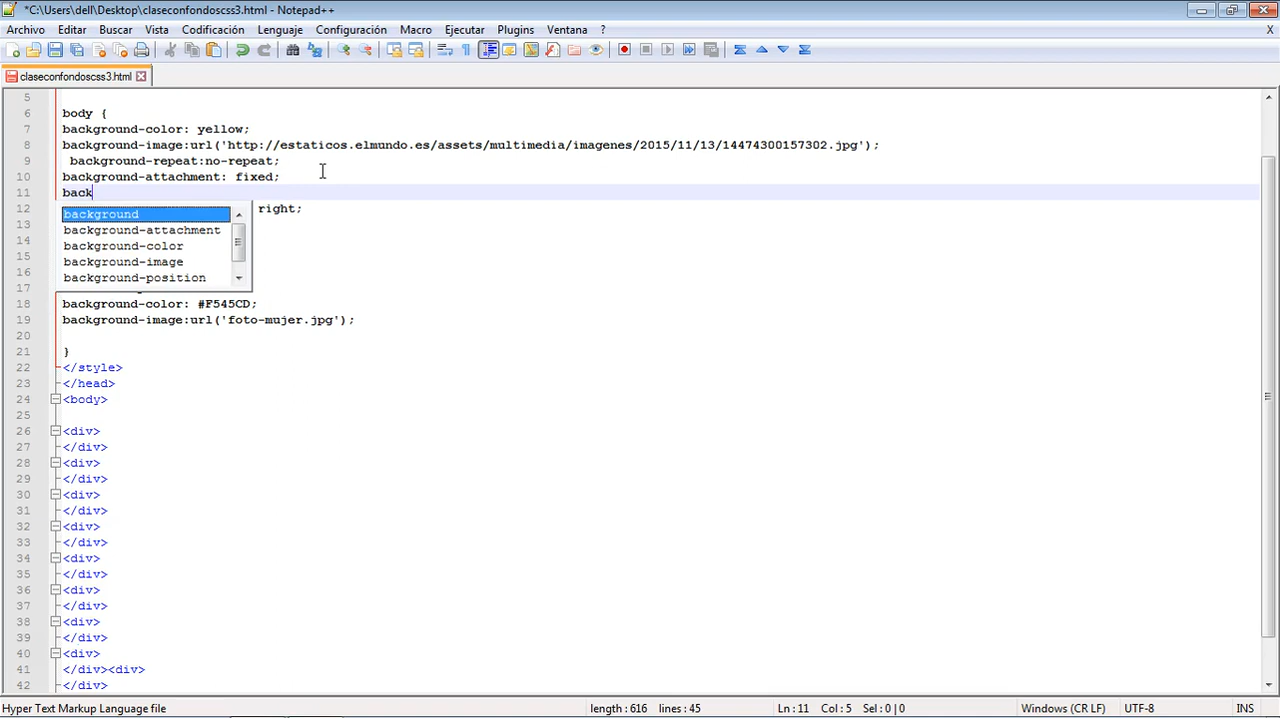 *C:\Users\dell\Desktop\claseconfondoscss3.html - Notepad++
Archivo Editar Buscar Vista Codificación Lenguaje Configuración Macro Ejecutar Plugins Ventana ? X
claseconfondoscss3.html
5
6 body {
7 background-color: yellow;
8 background-image:url('http://estaticos.elmundo.es/assets/multimedia/imagenes/2015/11/13/14474300157302.jpg');
9 background-repeat:no-repeat;
10 background-attachment: fixed;
11 back
12 right;
background
13
background-attachment
14
background-color
15
background-image
16
background-position
17
18 background-color: #F545CD;
19 background-image:url('foto-mujer.jpg');
20
21 }
22 </style>
23 </head>
24 <body>
25
26 <div>
27 </div>
28 <div>
29 </div>
30 <div>
31 </div>
32 <div>
33 </div>
34 <div>
35 </div>
36 <div>
37 </div>
38 <div>
39 </div>
40 <div>
41 </div><div>
42 </div>
Hyper Text Markup Language file length : 616 lines : 45 Ln : 11 Col : 5 Sel : 0 | 0 Windows (CR LF) UTF-8 INS